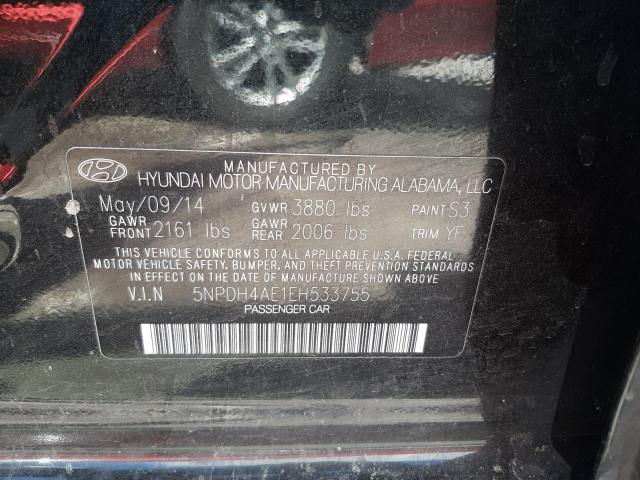 MANUFACTURED BY
HYUNDAI MOTOR MANUFACTURING ALABAMA, LLC
May/09/14 GVWR 3880 lbs PAINT S3
GAWR FRONT 2161 lbs GAWR REAR 2006 lbs TRIM YF
THIS VEHICLE CONFORMS TO ALL APPLICABLE U.S.A. FEDERAL
MOTOR VEHICLE SAFETY, BUMPER, AND THEFT PREVENTION STANDARDS
IN EFFECT ON THE DATE OF MANUFACTURE SHOWN ABOVE.
V.I.N 5NPDH4AE1EH533755
PASSENGER CAR